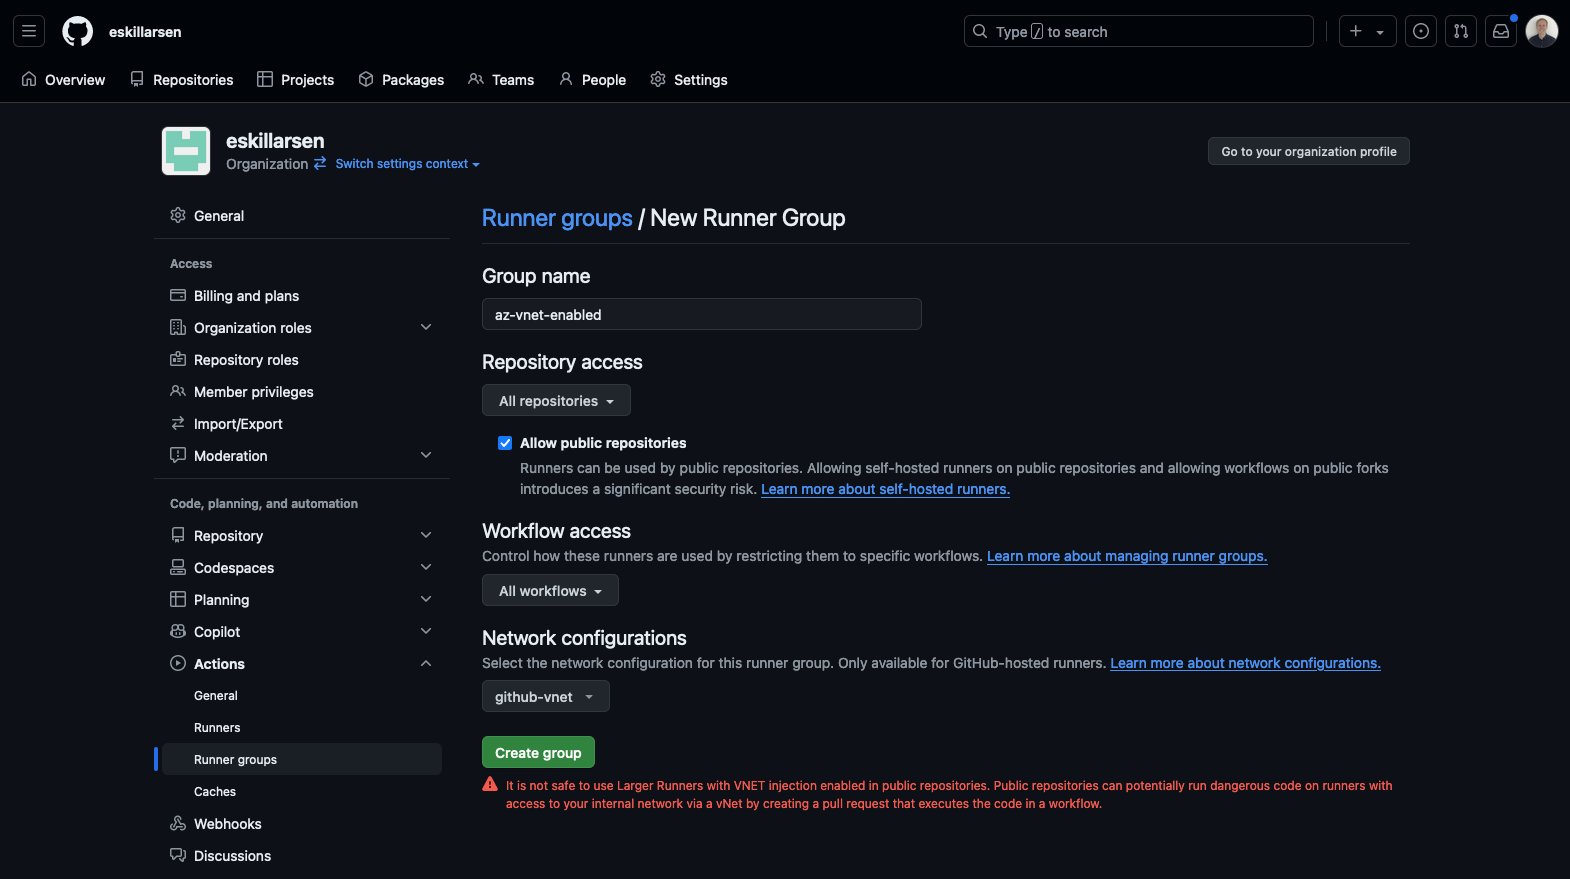 eskillarsen
Type / to search
Overview
Repositories
Projects
Packages
Teams
People
Settings
eskillarsen
Organization Switch settings context
Go to your organization profile
General
Access
Billing and plans
Organization roles
Repository roles
Member privileges
Import/Export
Moderation
Code, planning, and automation
Repository
Codespaces
Planning
Copilot
Actions
General
Runners
Runner groups
Caches
Webhooks
Discussions
Runner groups / New Runner Group
Group name
az-vnet-enabled
Repository access
All repositories
Allow public repositories
Runners can be used by public repositories. Allowing self-hosted runners on public repositories and allowing workflows on public forks
introduces a significant security risk. Learn more about self-hosted runners.
Workflow access
Control how these runners are used by restricting them to specific workflows. Learn more about managing runner groups.
All workflows
Network configurations
Select the network configuration for this runner group. Only available for GitHub-hosted runners. Learn more about network configurations.
github-vnet
Create group
It is not safe to use Larger Runners with VNET injection enabled in public repositories. Public repositories can potentially run dangerous code on runners with
access to your internal network via a vNet by creating a pull request that executes the code in a workflow.